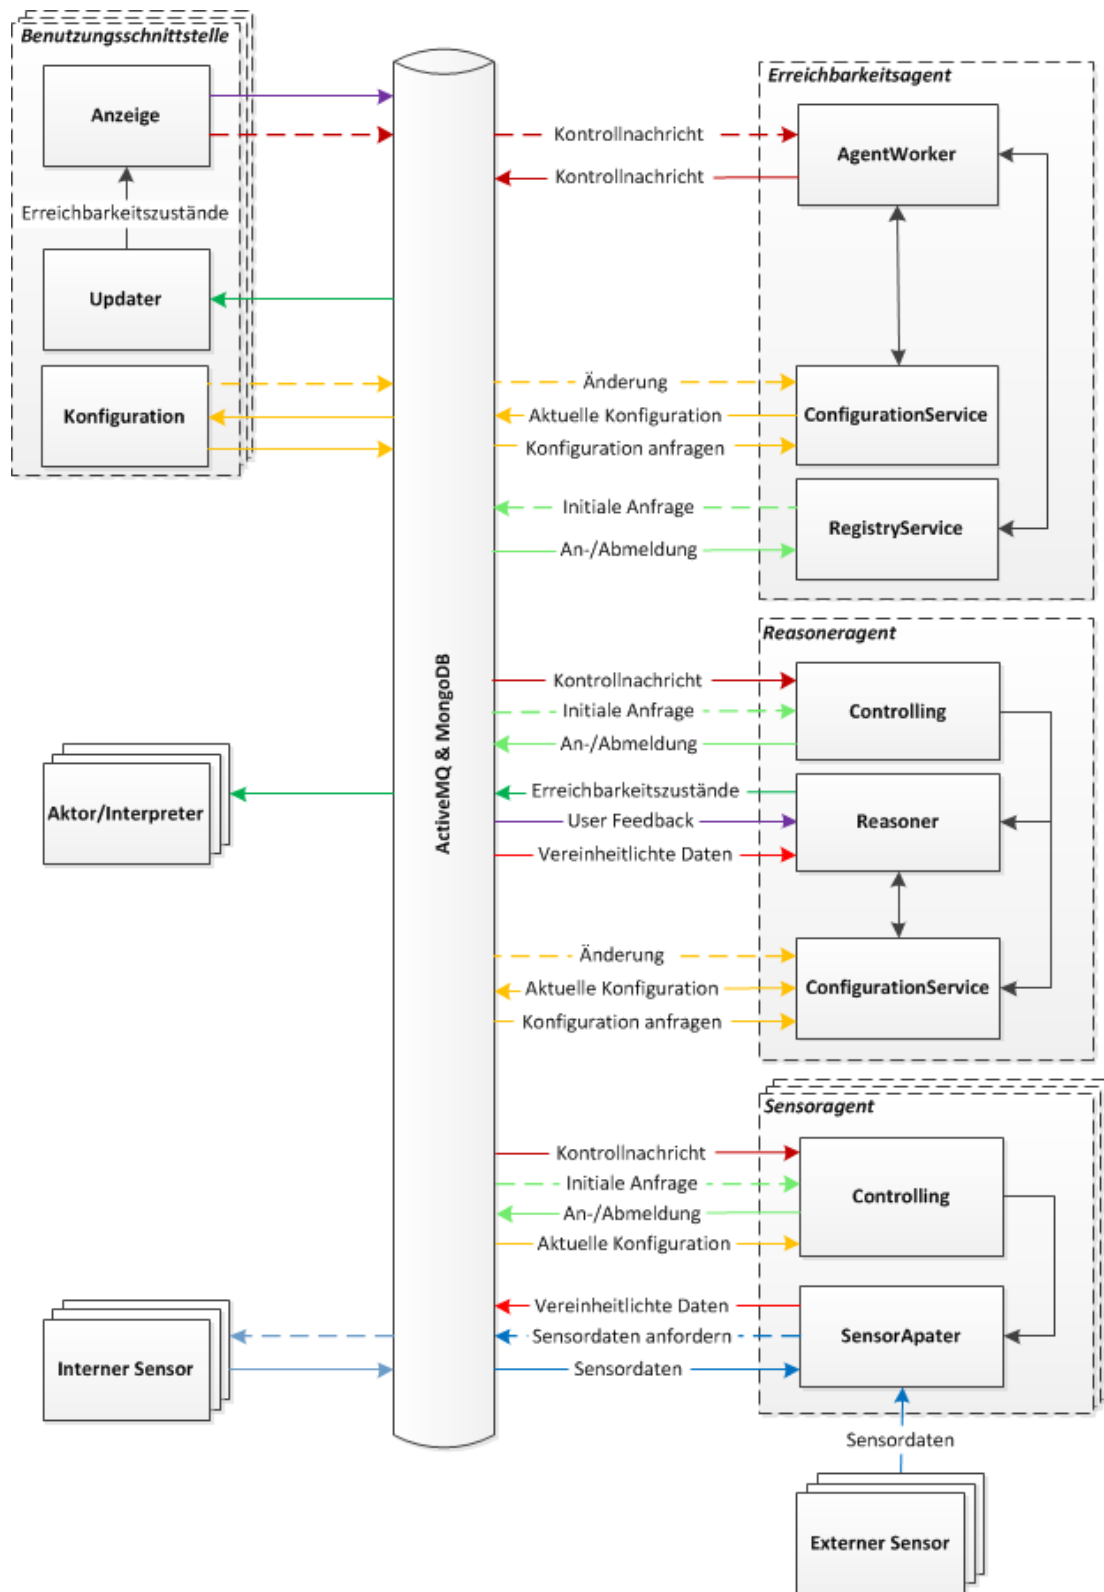 Benutzungsschnittstelle
Anzeige
Erreichbarkeitszustände
Updater
Konfiguration
Aktor/Interpreter
Interner Sensor
ActiveMQ & MongoDB
Kontrollnachricht
Kontrollnachricht
Änderung
Aktuelle Konfiguration
Konfiguration anfragen
Initiale Anfrage
An-/Abmeldung
Erreichbarkeitsagent
AgentWorker
ConfigurationService
RegistryService
Kontrollnachricht
Initiale Anfrage
An-/Abmeldung
Erreichbarkeitszustände
User Feedback
Vereinheitlichte Daten
Änderung
Aktuelle Konfiguration
Konfiguration anfragen
Reasoneragent
Controlling
Reasoner
ConfigurationService
Kontrollnachricht
Initiale Anfrage
An-/Abmeldung
Aktuelle Konfiguration
Vereinheitlichte Daten
Sensordaten anfordern
Sensordaten
Sensoragent
Controlling
SensorApater
Sensordaten
Externer Sensor